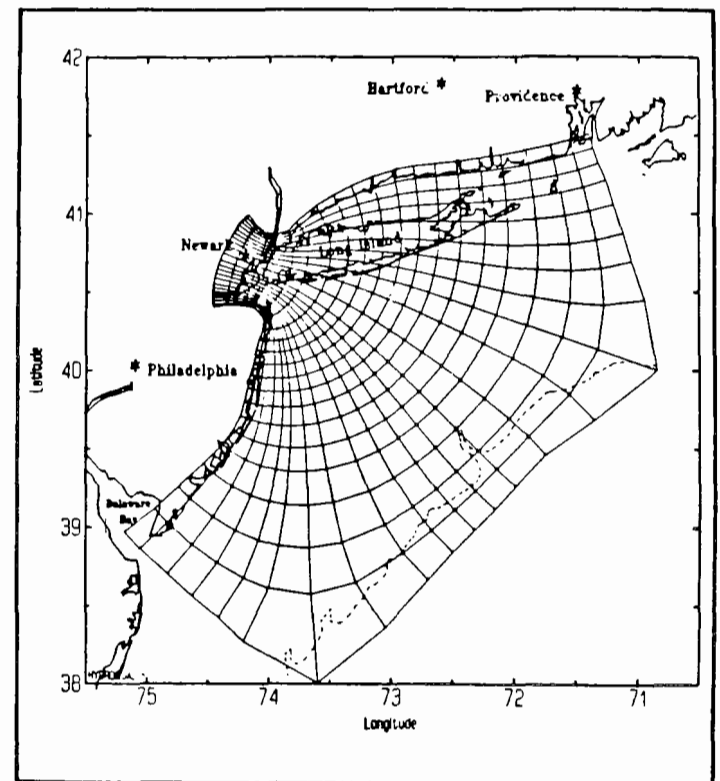 42
Hartford
Providence
41
Newark
Long Island
Latitude
40
Philadelphia
Delaware
Bay
39
38
75
74
73
72
71
Longitude